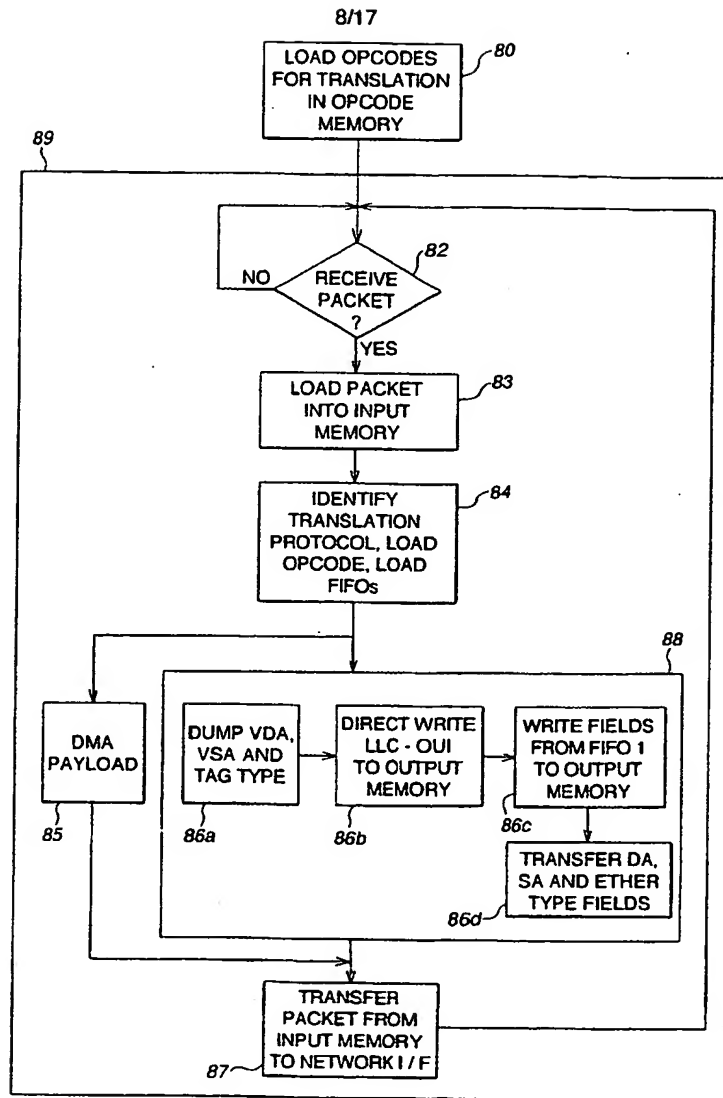 8/17
80
LOAD OPCODES
FOR TRANSLATION
IN OPCODE
MEMORY
89
82
NO
RECEIVE
PACKET
?
YES
83
LOAD PACKET
INTO INPUT
MEMORY
84
IDENTIFY
TRANSLATION
PROTOCOL, LOAD
OPCODE, LOAD
FIFOs
88
DMA
PAYLOAD
85
DUMP VDA,
VSA AND
TAG TYPE
86a
DIRECT WRITE
LLC - OUI
TO OUTPUT
MEMORY
86b
WRITE FIELDS
FROM FIFO 1
TO OUTPUT
MEMORY
86c
TRANSFER DA,
SA AND ETHER
TYPE FIELDS
86d
TRANSFER
PACKET FROM
INPUT MEMORY
TO NETWORK I / F
87